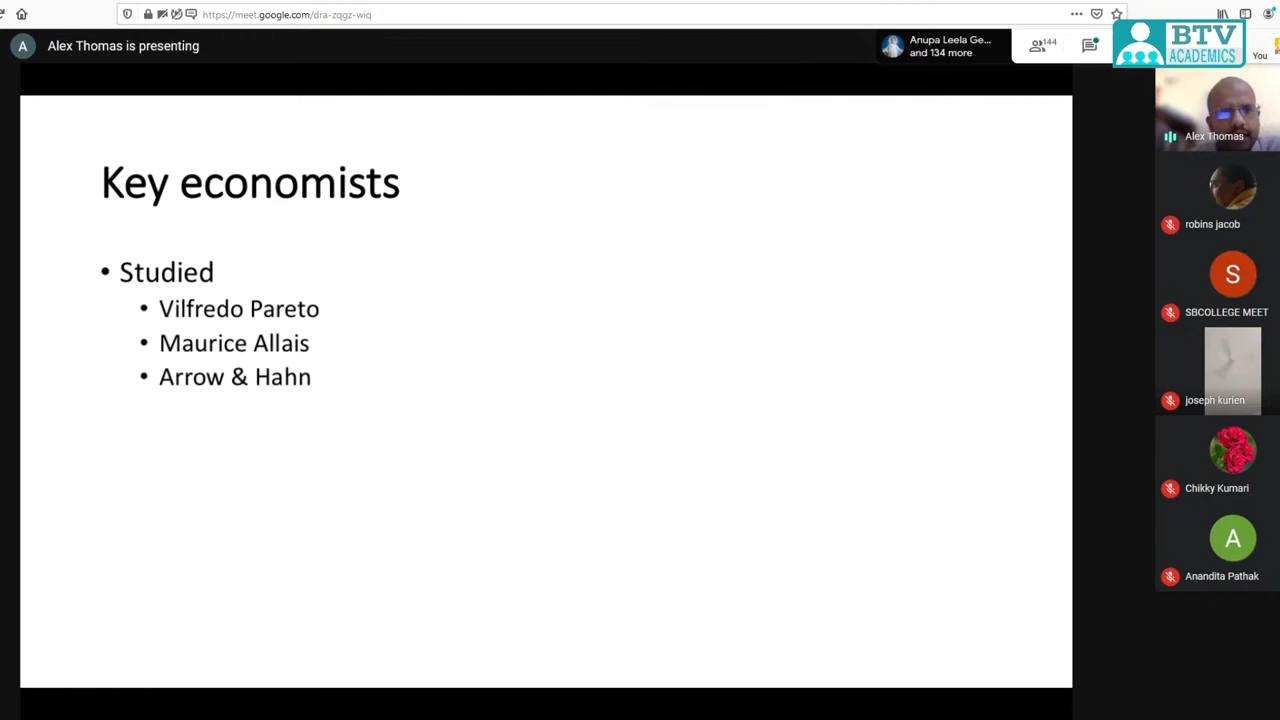 https://meet.google.com/dra-zqgz-wiq
A
Alex Thomas is presenting
Anupa Leela Ge...
and 134 more
144
BTV
ACADEMICS
You
Key economists
• Studied
• Vilfredo Pareto
• Maurice Allais
• Arrow & Hahn
Alex Thomas
robins jacob
S
SBCOLLEGE MEET
joseph kurien
Chikky Kumari
A
Anandita Pathak